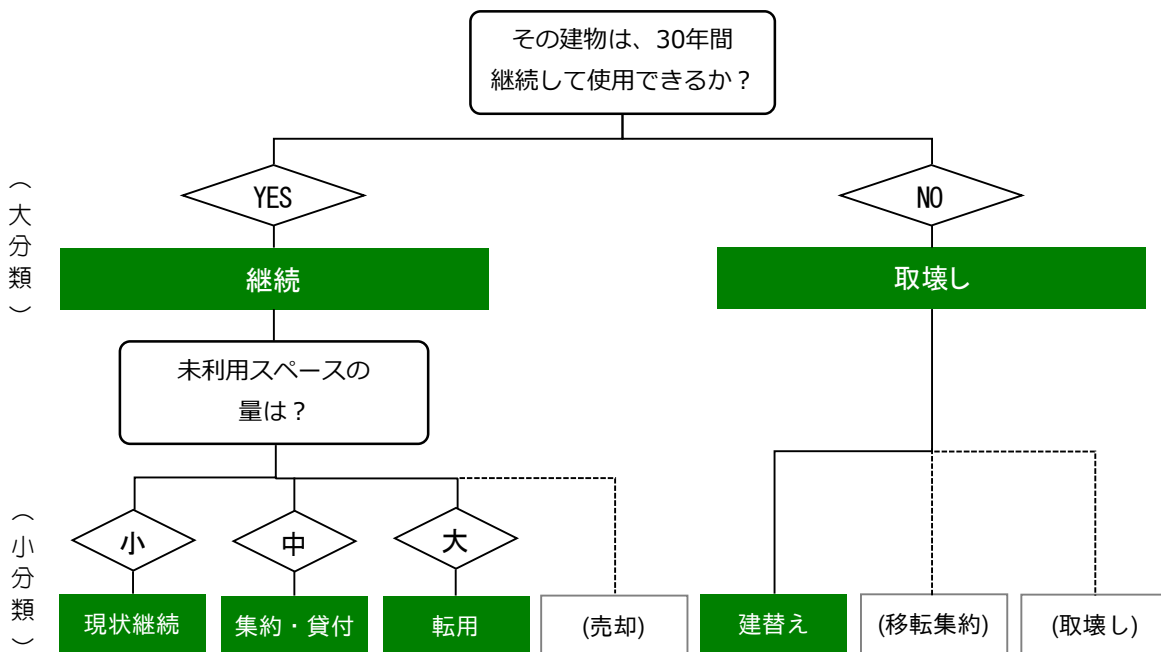 その建物は、30年間
継続して使用できるか？
（大分類）
YES
NO
継続
取壊し
未利用スペースの
量は？
（小分類）
小
中
大
現状継続
集約・貸付
転用
(売却)
建替え
(移転集約)
(取壊し)